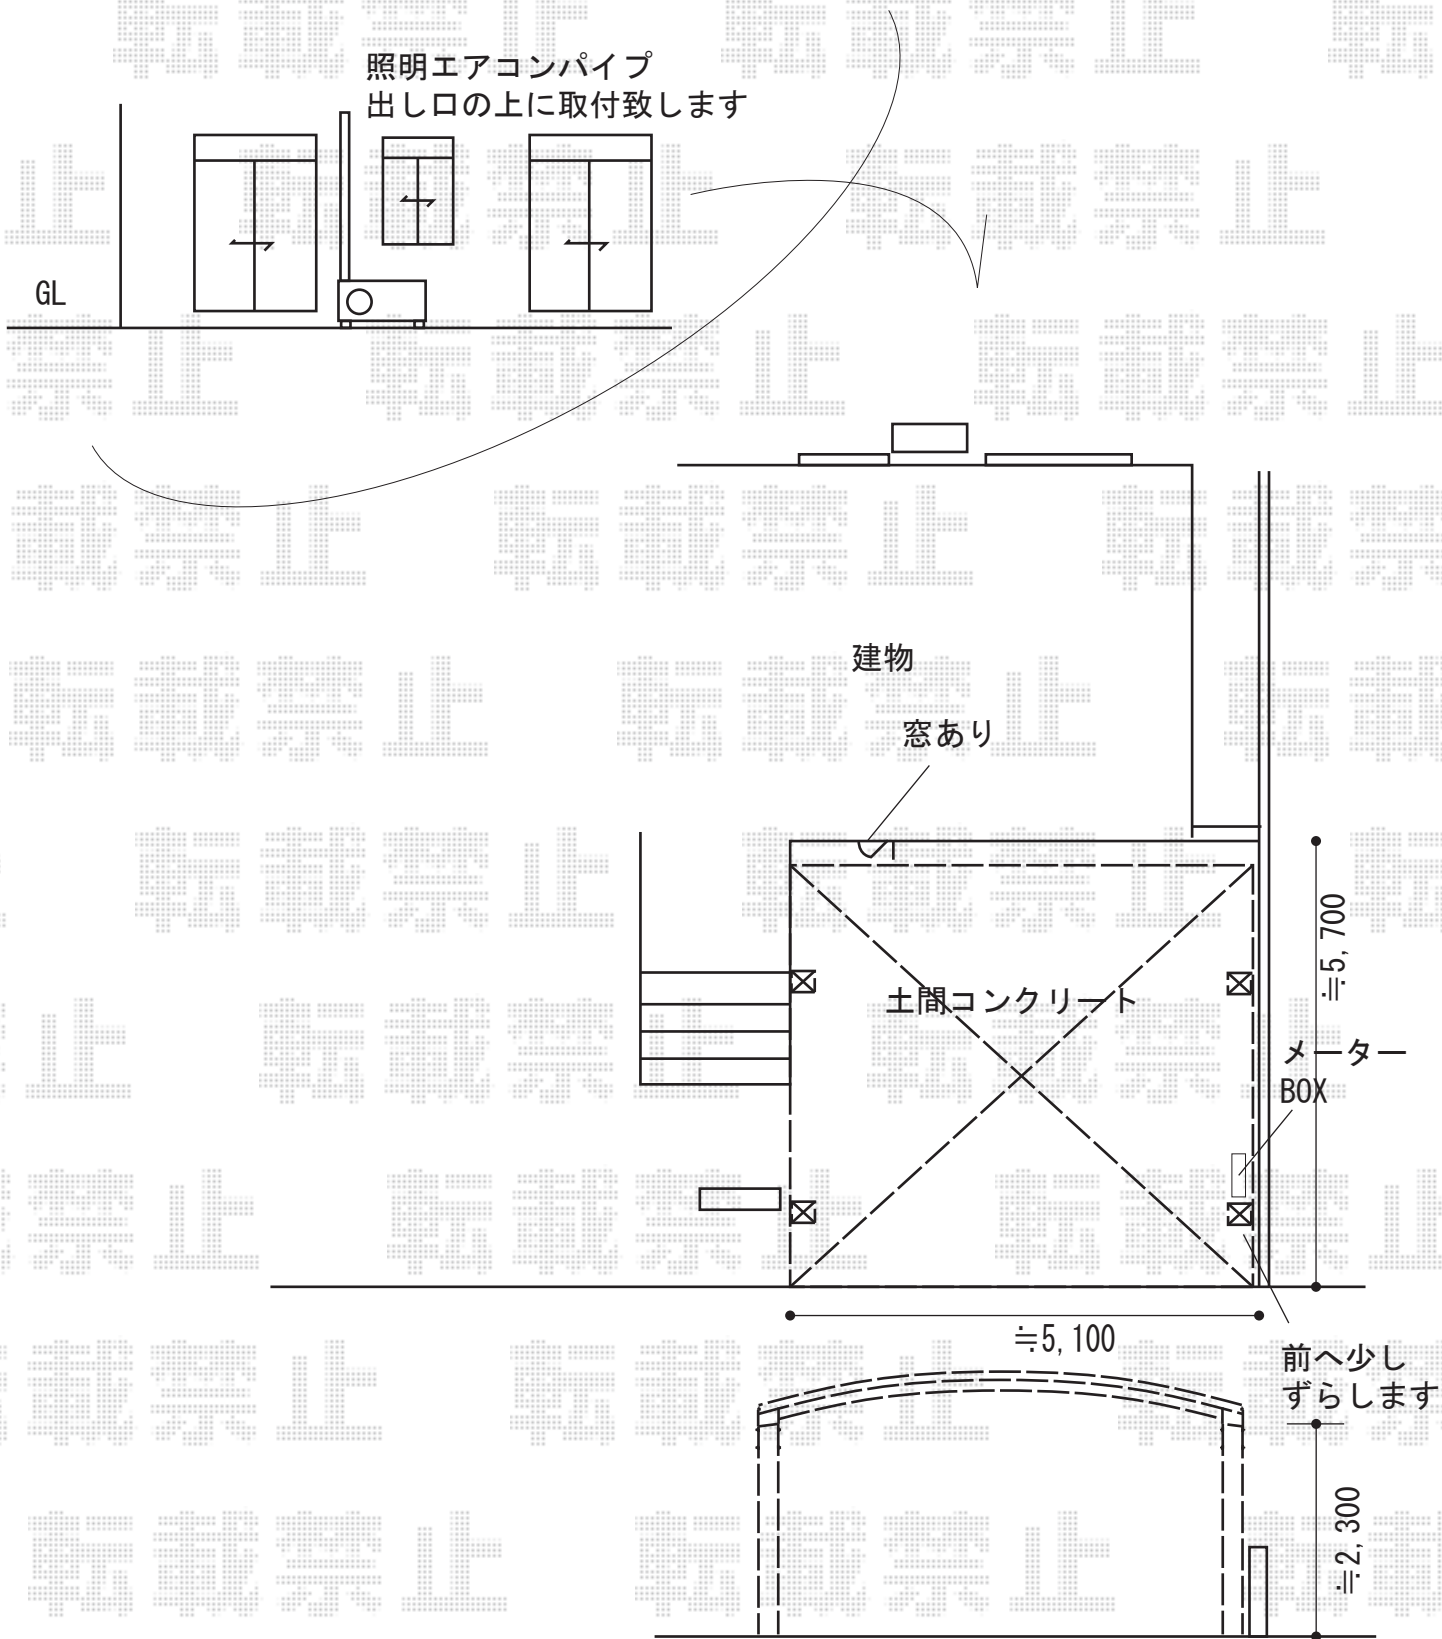 照明エアコンパイプ
出し口の上に取付致します
GL
建物
窓あり
土間コンクリート
≒5,700
メーター
BOX
≒5,100
前へ少し
ずらします
≒2,300
転載禁止